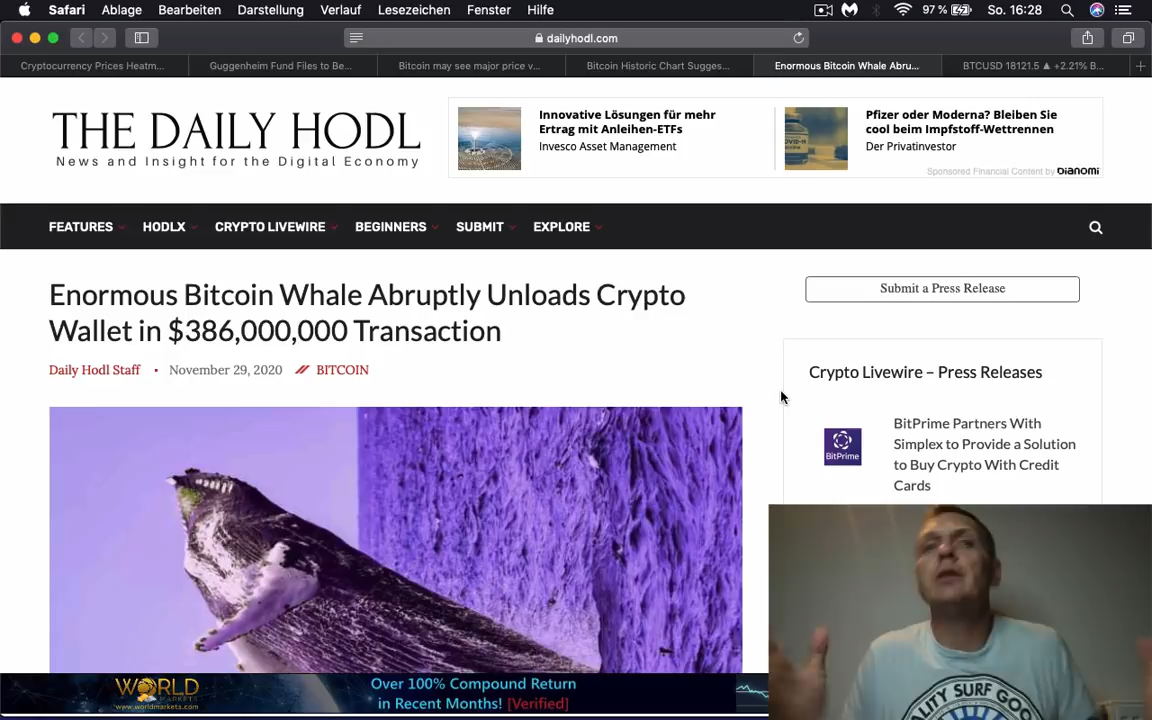 Safari Ablage Bearbeiten Darstellung Verlauf Lesezeichen Fenster Hilfe 97 % So. 16:28
dailyhodl.com
Cryptocurrency Prices Heatm... Guggenheim Fund Files to Be... Bitcoin may see major price v... Bitcoin Historic Chart Sugges... Enormous Bitcoin Whale Abru... BTCUSD 18121.5 ▲ +2.21% B...
THE DAILY HODL
News and Insight for the Digital Economy
Innovative Lösungen für mehr
Ertrag mit Anleihen-ETFs
Invesco Asset Management
Pfizer oder Moderna? Bleiben Sie
cool beim Impfstoff-Wettrennen
Der Privatinvestor
Sponsored Financial Content by bianomi
FEATURES HODLX CRYPTO LIVEWIRE BEGINNERS SUBMIT EXPLORE
Enormous Bitcoin Whale Abruptly Unloads Crypto
Wallet in $386,000,000 Transaction
Daily Hodl Staff • November 29, 2020 BITCOIN
Submit a Press Release
Crypto Livewire – Press Releases
BitPrime
BitPrime Partners With
Simplex to Provide a Solution
to Buy Crypto With Credit
Cards
WORLD
MARKETS
www.worldmarkets.com
Over 100% Compound Return
in Recent Months! [Verified]